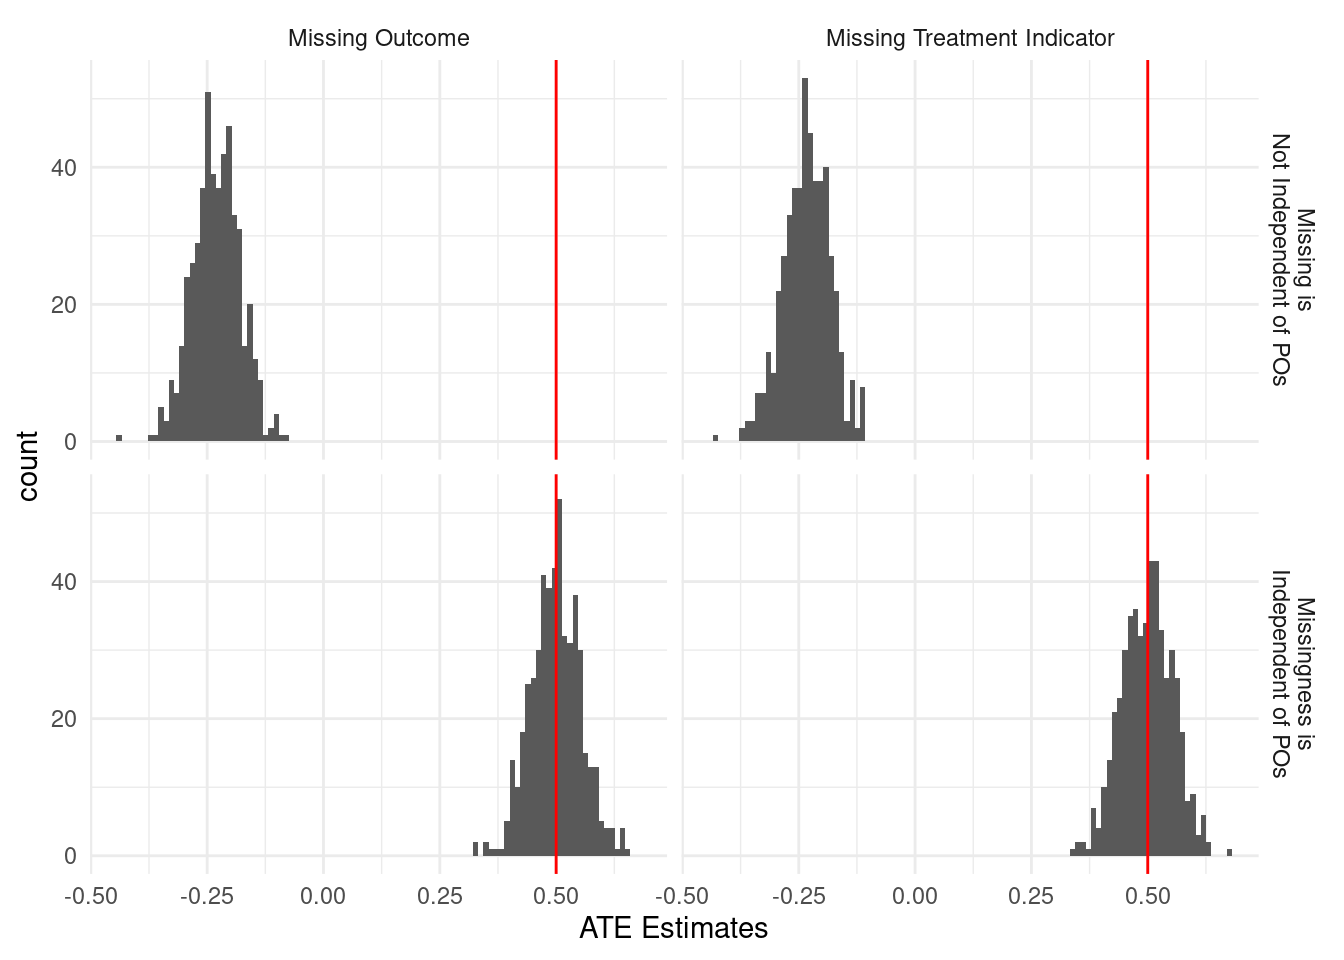 Missing Outcome
Missing Treatment Indicator
Missing is
Not Independent of POs
Missingness is
Independent of POs
count
40
20
0
40
20
0
-0.50
-0.25
0.00
0.25
0.50
-0.50
-0.25
0.00
0.25
0.50
ATE Estimates